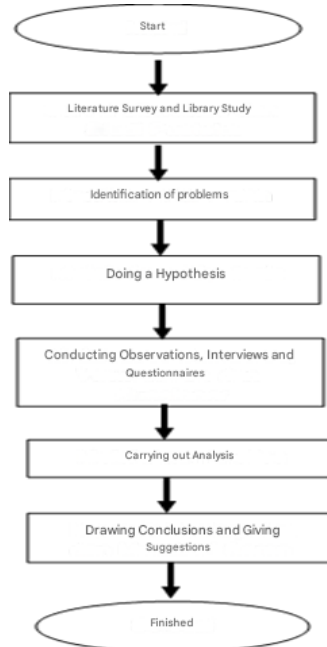 Start
Literature Survey and Library Study
Identification of problems
Doing a Hypothesis
Conducting Observations, Interviews and
Questionnaires
Carrying out Analysis
Drawing Conclusions and Giving
Suggestions
Finished